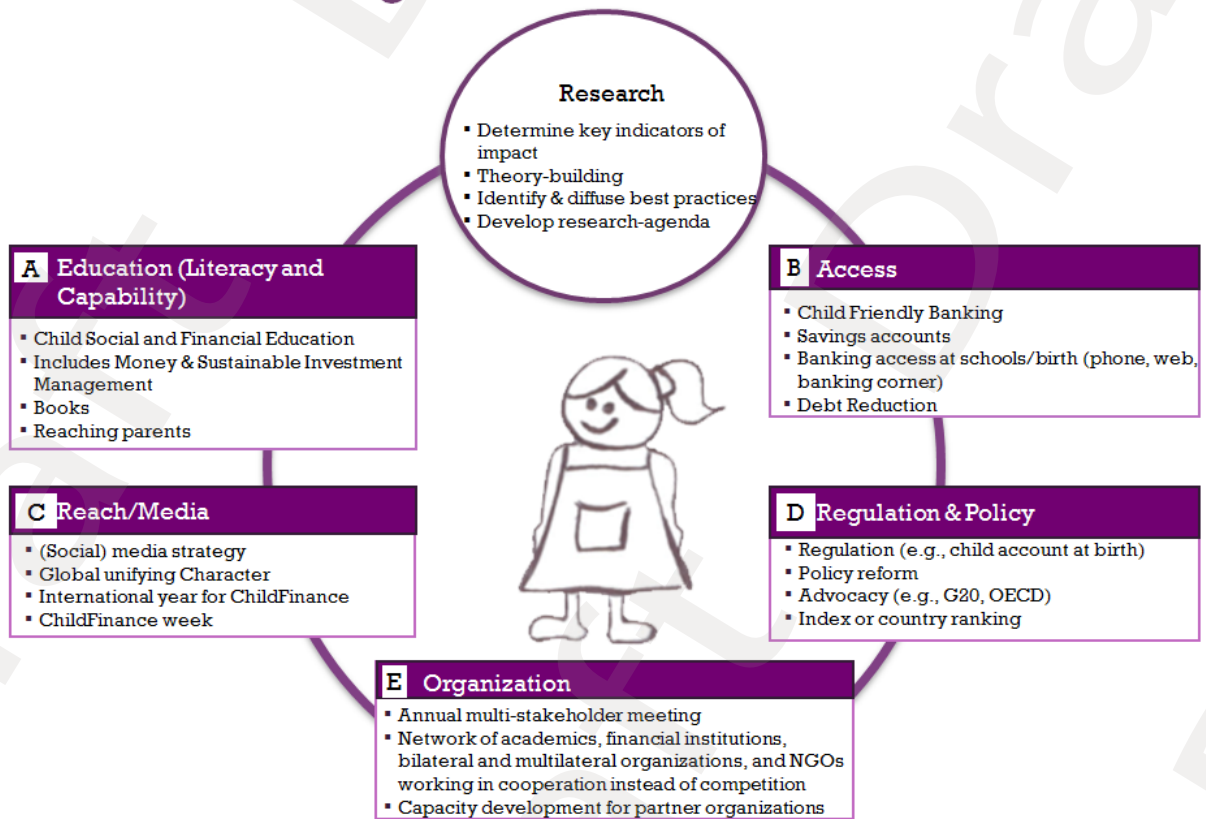 Research
▪ Determine key indicators of
impact
▪ Theory-building
▪ Identify & diffuse best practices
▪ Develop research-agenda
A Education (Literacy and
Capability)
▪ Child Social and Financial Education
▪ Includes Money & Sustainable Investment
Management
▪ Books
▪ Reaching parents
B Access
▪ Child Friendly Banking
▪ Savings accounts
▪ Banking access at schools/birth (phone, web,
banking corner)
▪ Debt Reduction
C Reach/Media
▪ (Social) media strategy
▪ Global unifying Character
▪ International year for ChildFinance
▪ ChildFinance week
D Regulation & Policy
▪ Regulation (e.g., child account at birth)
▪ Policy reform
▪ Advocacy (e.g., G20, OECD)
▪ Index or country ranking
E Organization
▪ Annual multi-stakeholder meeting
▪ Network of academics, financial institutions,
bilateral and multilateral organizations, and NGOs
working in cooperation instead of competition
▪ Capacity development for partner organizations